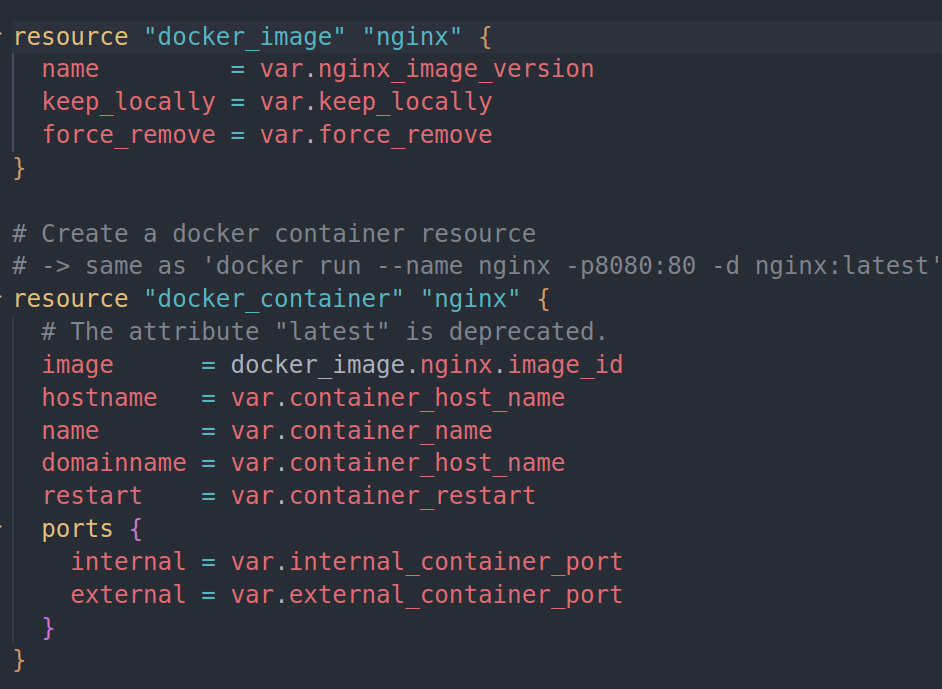 resource "docker_image" "nginx" {
  name         = var.nginx_image_version
  keep_locally = var.keep_locally
  force_remove = var.force_remove
}

# Create a docker container resource
# -> same as 'docker run --name nginx -p8080:80 -d nginx:latest'
resource "docker_container" "nginx" {
  # The attribute "latest" is deprecated.
  image      = docker_image.nginx.image_id
  hostname   = var.container_host_name
  name       = var.container_name
  domainname = var.container_host_name
  restart    = var.container_restart
  ports {
    internal = var.internal_container_port
    external = var.external_container_port
  }
}